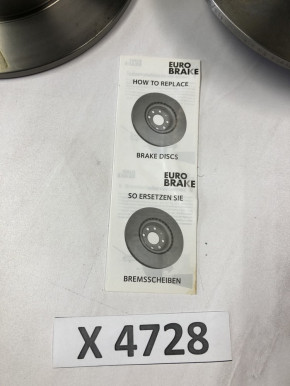 EURO
BRAKE
HOW TO REPLACE
BRAKE DISCS
EURO
BRAKE
SO ERSETZEN SIE
BREMSSCHEIBEN
X 4728